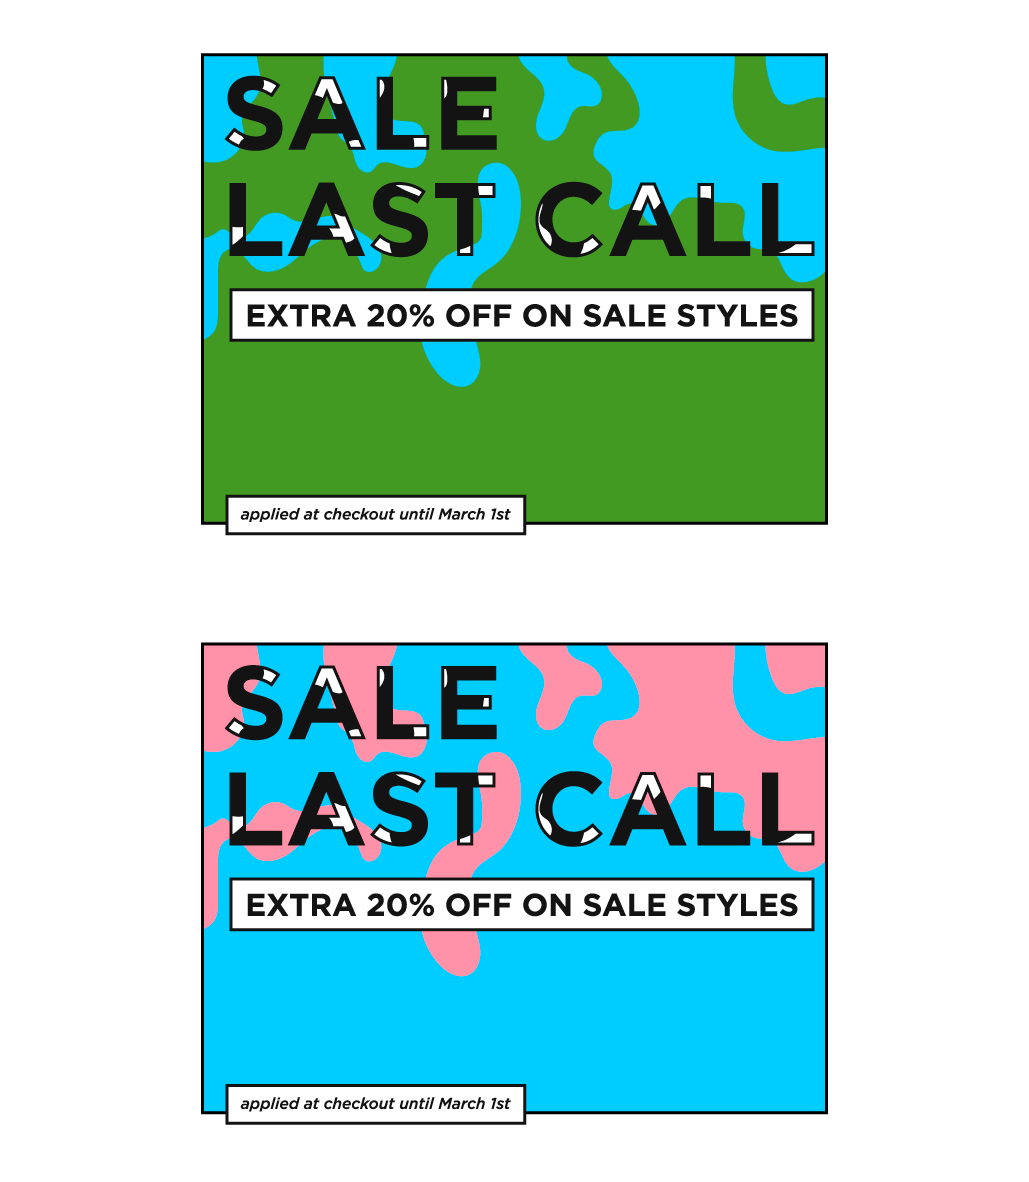 SALE
LAST CALL
EXTRA 20% OFF ON SALE STYLES
applied at checkout until March 1st
SALE
LAST CALL
EXTRA 20% OFF ON SALE STYLES
applied at checkout until March 1st